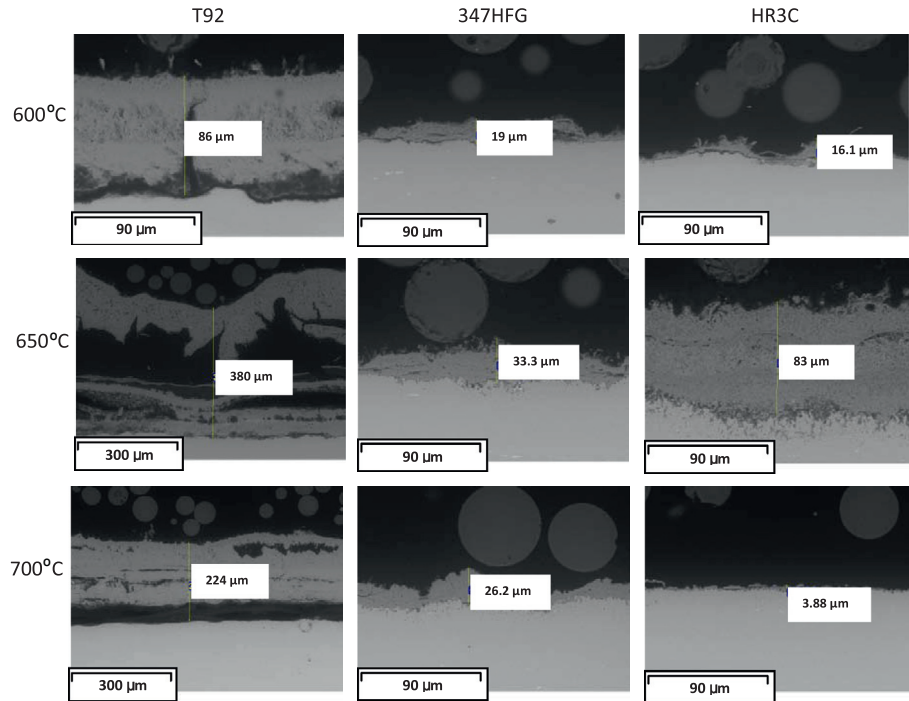 T92 347HFG HR3C
600°C
86 µm 19 µm 16.1 µm
90 µm 90 µm 90 µm
650°C
380 µm 33.3 µm 83 µm
300 µm 90 µm 90 µm
700°C
224 µm 26.2 µm 3.88 µm
300 µm 90 µm 90 µm